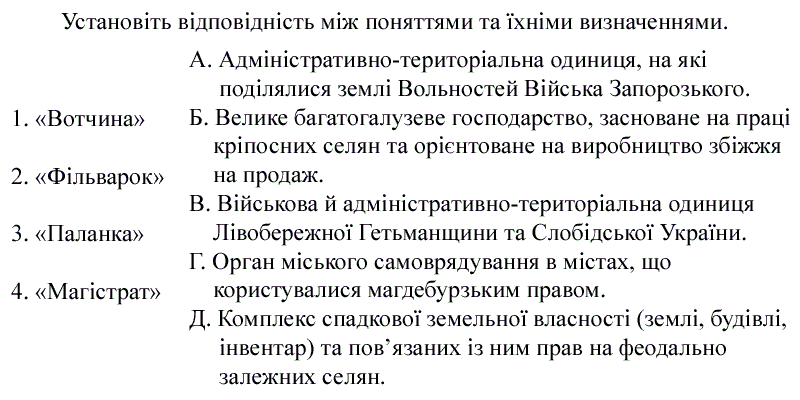 Установіть відповідність між поняттями та їхніми визначеннями.
1. «Вотчина»
2. «Фільварок»
3. «Паланка»
4. «Магістрат»
А. Адміністративно-територіальна одиниця, на які
поділялися землі Вольностей Війська Запорозького.
Б. Велике багатогалузеве господарство, засноване на праці
кріпосних селян та орієнтоване на виробництво збіжжя
на продаж.
В. Військова й адміністративно-територіальна одиниця
Лівобережної Гетьманщини та Слобідської України.
Г. Орган міського самоврядування в містах, що
користувалися магдебурзьким правом.
Д. Комплекс спадкової земельної власності (землі, будівлі,
інвентар) та пов’язаних із ним прав на феодально
залежних селян.